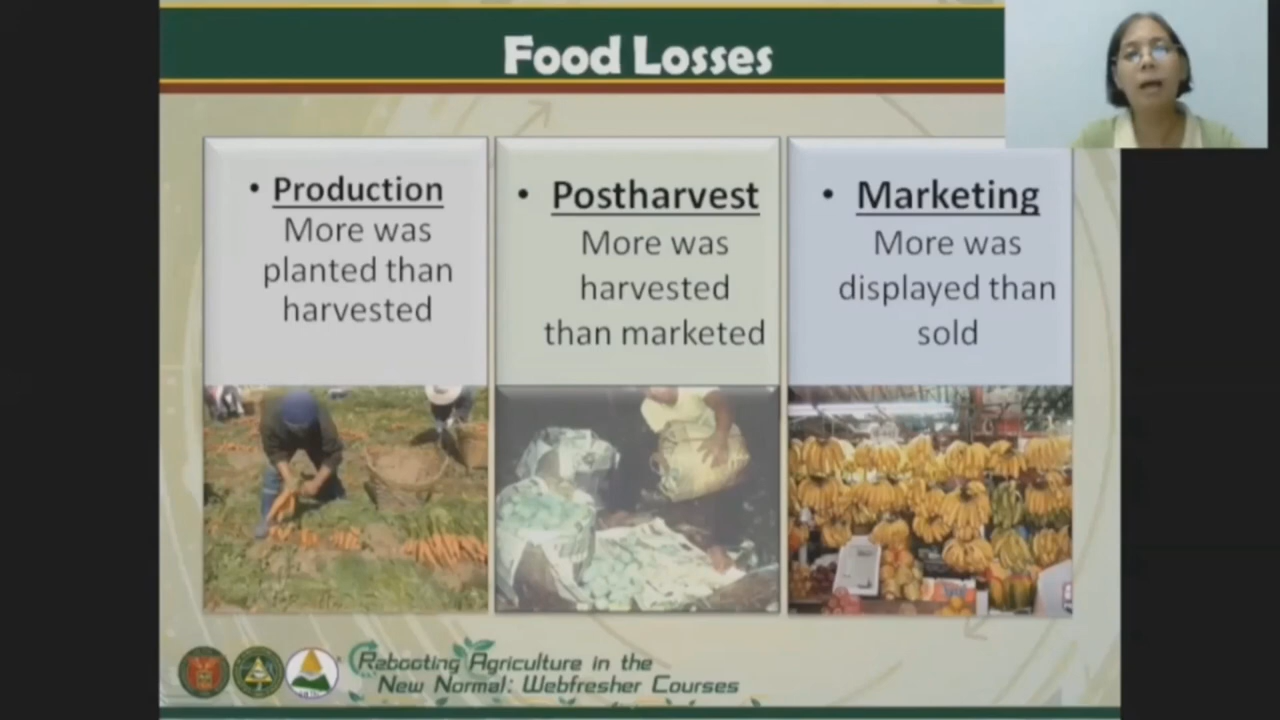 Food Losses
• Production
More was
planted than
harvested
• Postharvest
More was
harvested
than marketed
• Marketing
More was
displayed than
sold
Rebooting Agriculture in the
New Normal: Webfresher Courses